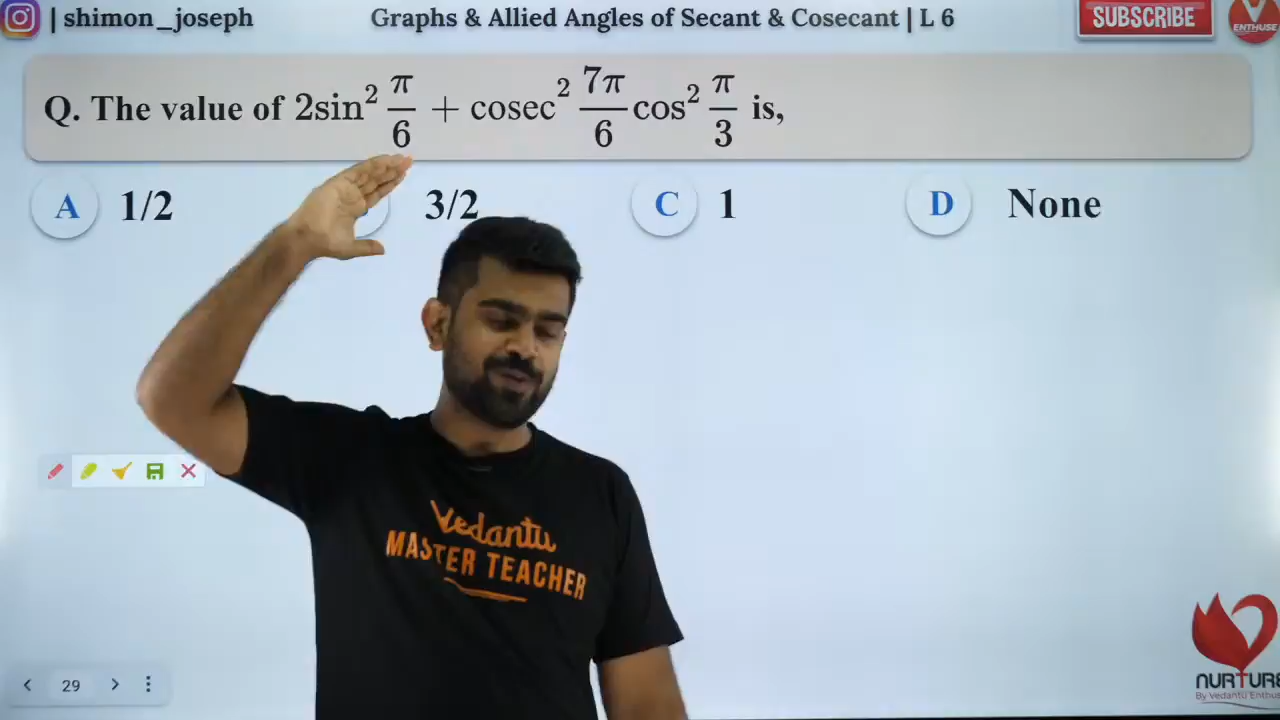 | shimon_joseph
Graphs & Allied Angles of Secant & Cosecant | L 6
SUBSCRIBE
V
ENTHUSE
Q. The value of 2sin² π/6 + cosec² 7π/6 cos² π/3 is,
A 1/2
3/2
C 1
D None
Vedantu
MASTER TEACHER
29
NURTURE
By Vedantu Enthus